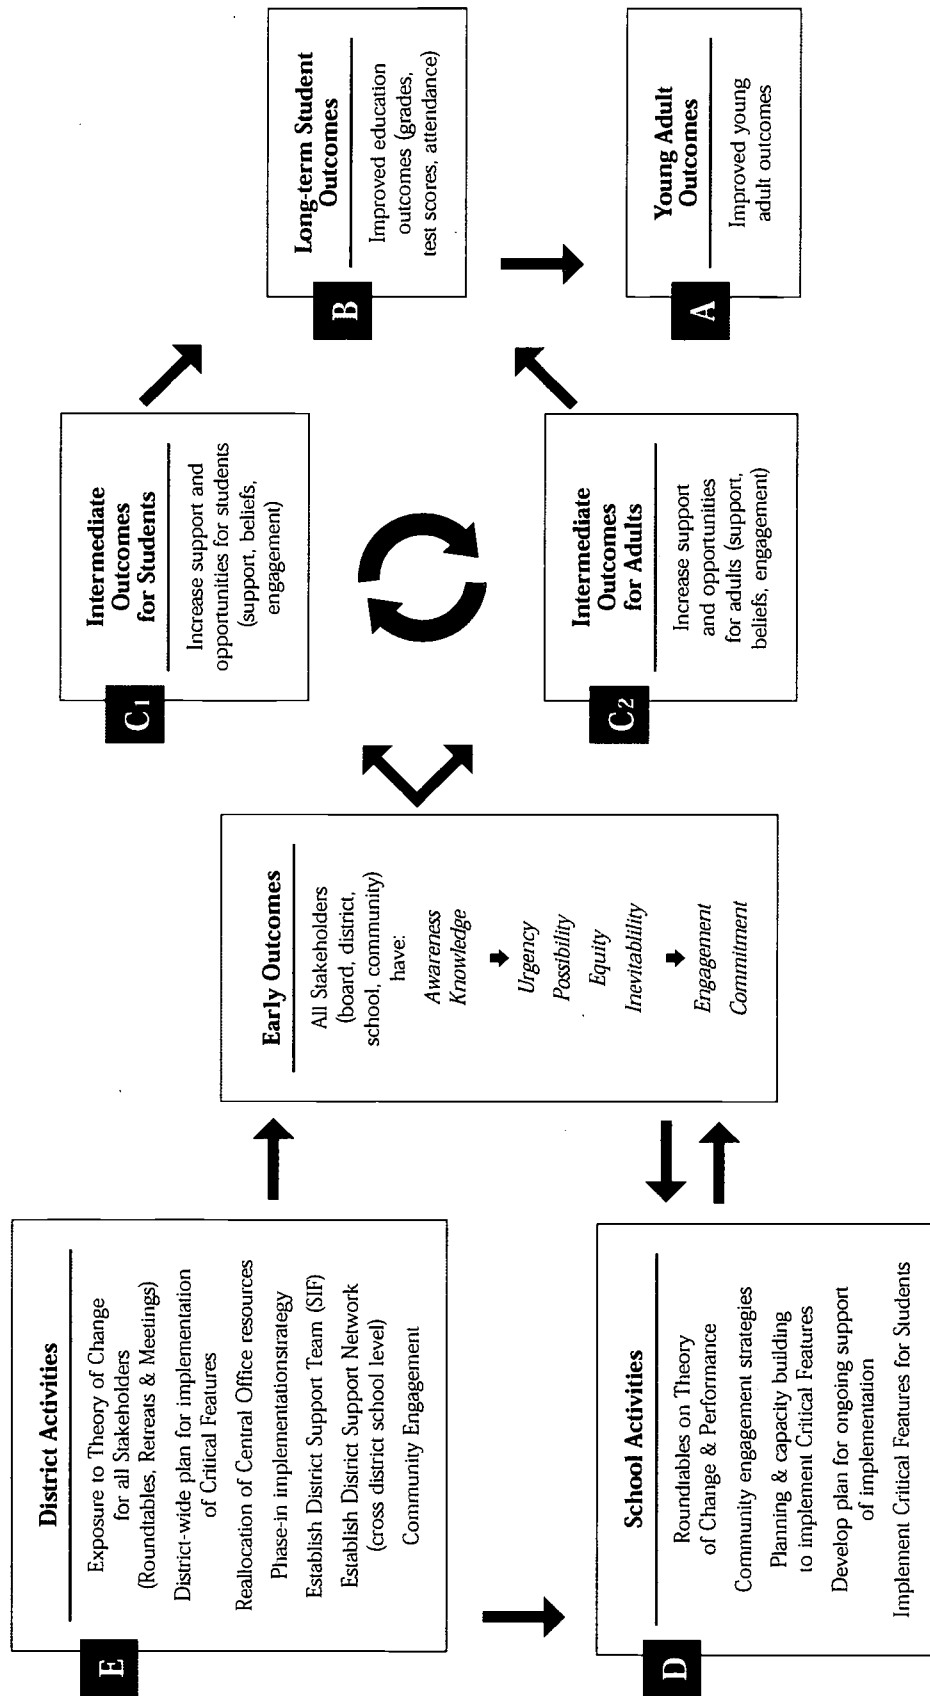 E
District Activities
Exposure to Theory of Change
for all Stakeholders
(Roundtables, Retreats & Meetings)
District-wide plan for implementation
of Critical Features
Reallocation of Central Office resources
Phase-in implementationstrategy
Establish District Support Team (SIF)
Establish District Support Network
(cross district school level)
Community Engagement
D
School Activities
Roundtables on Theory
of Change & Performance
Community engagement strategies
Planning & capacity building
to implement Critical Features
Develop plan for ongoing support
of implementation
Implement Critical Features for Students
Early Outcomes
All Stakeholders
(board, district,
school, community)
have:
Awareness
Knowledge
Urgency
Possibility
Equity
Inevitablility
Engagement
Commitment
C1
Intermediate
Outcomes
for Students
Increase support and
opportunities for students
(support, beliefs,
engagement)
C2
Intermediate
Outcomes
for Adults
Increase support
and opportunities
for adults (support,
beliefs, engagement)
B
Long-term Student
Outcomes
Improved education
outcomes (grades,
test scores, attendance)
A
Young Adult
Outcomes
Improved young
adult outcomes